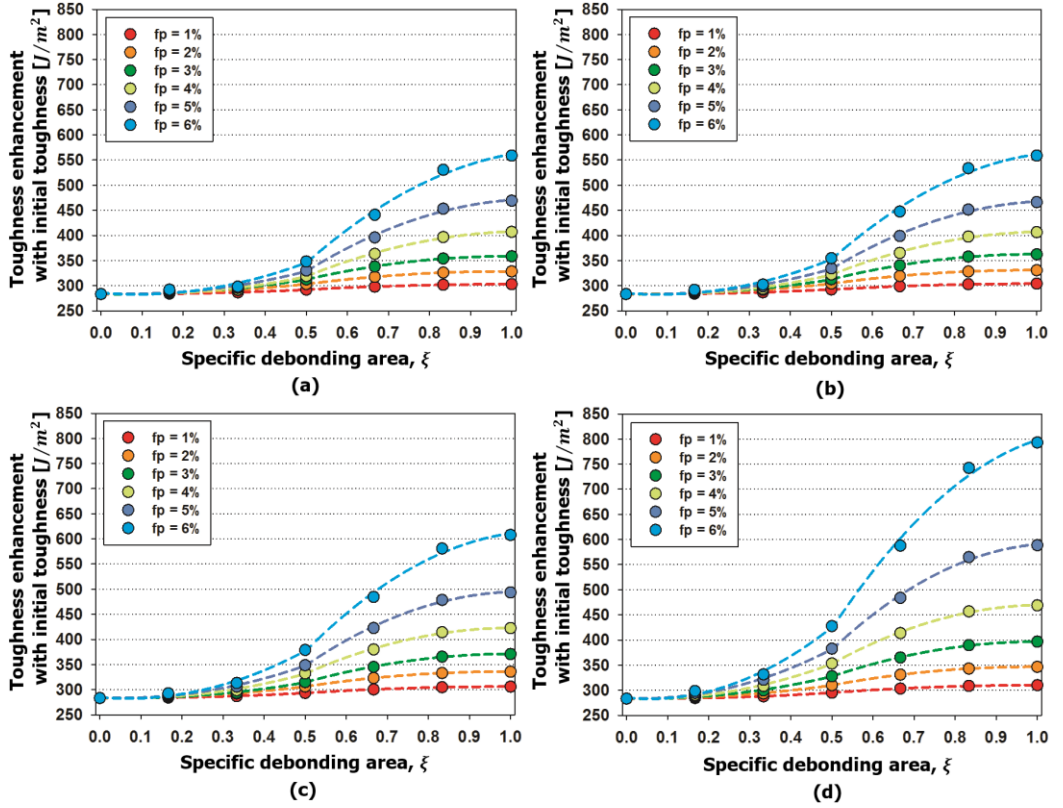 Toughness enhancement
with initial toughness [J/m²]
850
800
750
700
650
600
550
500
450
400
350
300
250
fp = 1%
fp = 2%
fp = 3%
fp = 4%
fp = 5%
fp = 6%
0.0 0.1 0.2 0.3 0.4 0.5 0.6 0.7 0.8 0.9 1.0
Specific debonding area, ξ
(a)
Toughness enhancement
with initial toughness [J/m²]
850
800
750
700
650
600
550
500
450
400
350
300
250
fp = 1%
fp = 2%
fp = 3%
fp = 4%
fp = 5%
fp = 6%
0.0 0.1 0.2 0.3 0.4 0.5 0.6 0.7 0.8 0.9 1.0
Specific debonding area, ξ
(b)
Toughness enhancement
with initial toughness [J/m²]
850
800
750
700
650
600
550
500
450
400
350
300
250
fp = 1%
fp = 2%
fp = 3%
fp = 4%
fp = 5%
fp = 6%
0.0 0.1 0.2 0.3 0.4 0.5 0.6 0.7 0.8 0.9 1.0
Specific debonding area, ξ
(c)
Toughness enhancement
with initial toughness [J/m²]
850
800
750
700
650
600
550
500
450
400
350
300
250
fp = 1%
fp = 2%
fp = 3%
fp = 4%
fp = 5%
fp = 6%
0.0 0.1 0.2 0.3 0.4 0.5 0.6 0.7 0.8 0.9 1.0
Specific debonding area, ξ
(d)